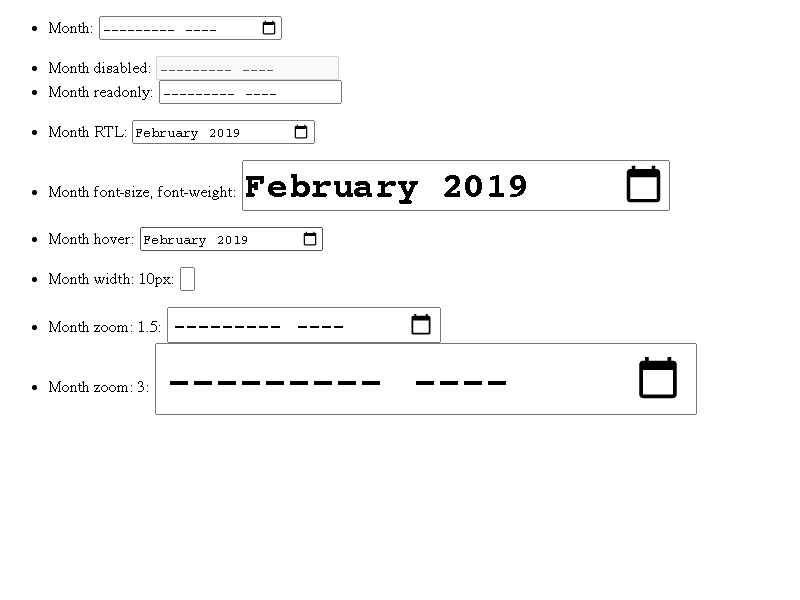 Month: --------- ----
Month disabled: --------- ----
Month readonly: --------- ----
Month RTL: February 2019
Month font-size, font-weight: February 2019
Month hover: February 2019
Month width: 10px:
Month zoom: 1.5: --------- ----
Month zoom: 3: --------- ----